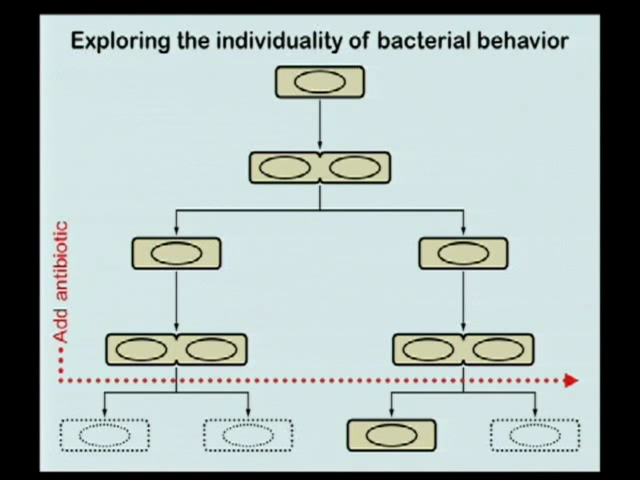 Exploring the individuality of bacterial behavior
Add antibiotic